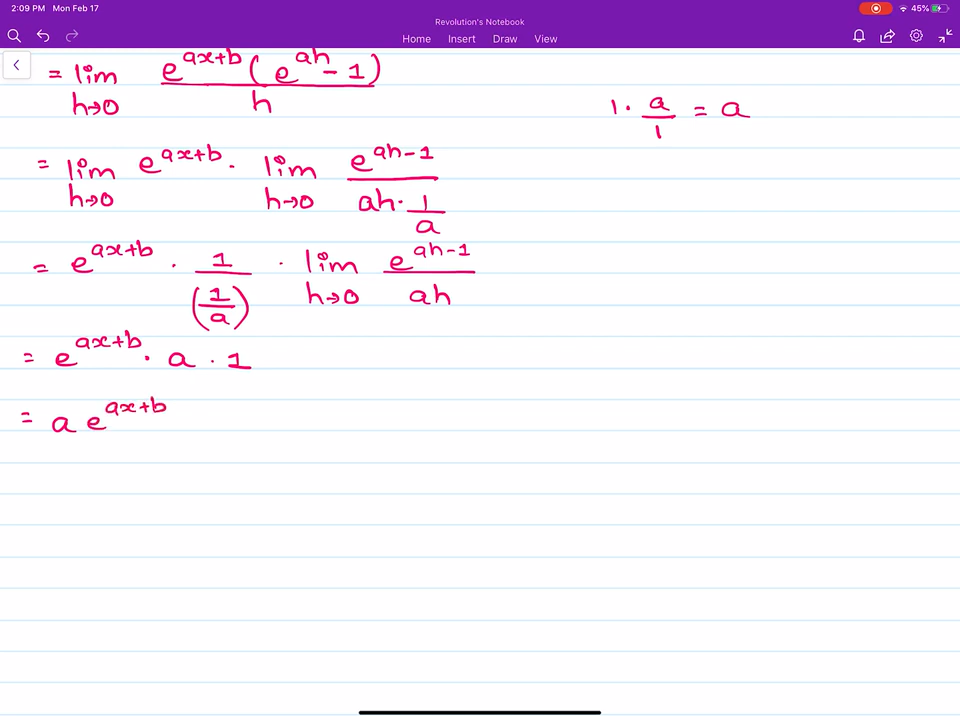 2:09 PM Mon Feb 17
45%
Revolution's Notebook
Home Insert Draw View
= lim h→0 e^(ax+b) (e^(ah) - 1) / h
1 · a/1 = a
= lim h→0 e^(ax+b) · lim h→0 e^(ah-1) / (ah · 1/a)
= e^(ax+b) · 1/(1/a) · lim h→0 e^(ah-1) / ah
= e^(ax+b) · a · 1
= a e^(ax+b)